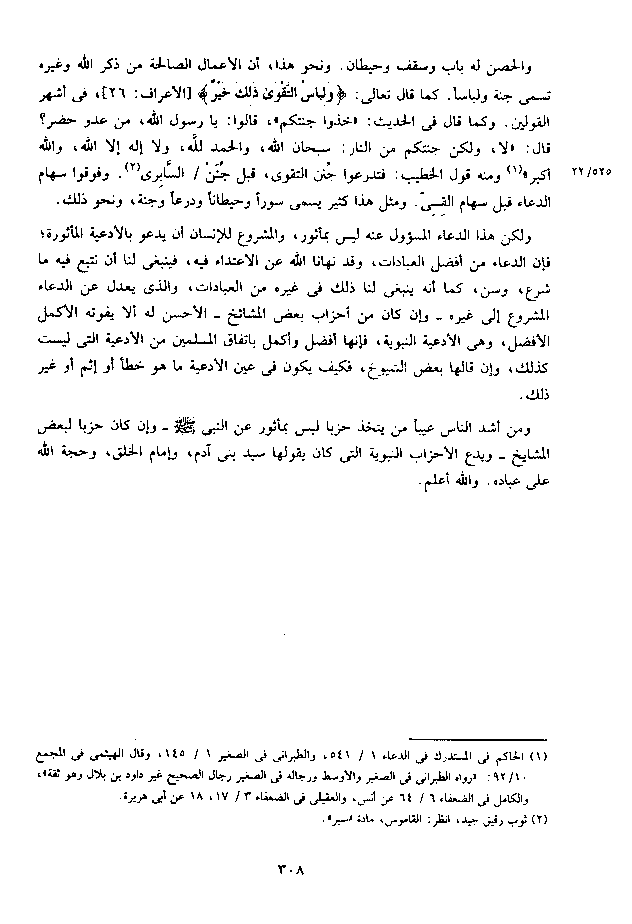 والحصن له باب وسقف وحيطان. ونحو هذا، أن الأعمال الصالحة من ذكر الله وغيره
تسمى جنة ولباساً. كما قال تعالى: ﴿وَلِبَاسُ التَّقْوَىٰ ذَٰلِكَ خَيْرٌ﴾ [الأعراف: ٢٦]، فى أشهر
القولين. وكما قال فى الحديث: «خذوا جنتكم»، قالوا: يا رسول الله، من عدو حضر؟
قال: «لا، ولكن جنتكم من النار: سبحان الله، والحمد لله، ولا إله إلا الله، والله
أكبر»(١) ومنه قول الخطيب: فتدرعوا جُنن التقوى، قبل جُنَنْ / السَّابِرى(٢). وفوقوا سهام ٢٢/٥٢٥
الدعاء قبل سهام القِسِىّ. ومثل هذا كثير يسمى سوراً وحيطاناً ودرعاً وجنة، ونحو ذلك.
ولكن هذا الدعاء المسؤول عنه ليس بمأثور، والمشروع للإنسان أن يدعو بالأدعية المأثورة؛
فإن الدعاء من أفضل العبادات، وقد نهانا الله عن الاعتداء فيه، فينبغى لنا أن نتبع فيه ما
شرع، وسن، كما أنه ينبغى لنا ذلك فى غيره من العبادات، والذى يعدل عن الدعاء
المشروع إلى غيره ـ وإن كان من أحزاب بعض المشائخ ـ الأحسن له ألا يفوته الأكمل
الأفضل، وهى الأدعية النبوية، فإنها أفضل وأكمل باتفاق المسلمين من الأدعية التى ليست
كذلك، وإن قالها بعض الشيوخ، فكيف يكون فى عين الأدعية ما هو خطأ أو إثم أو غير
ذلك.
ومن أشد الناس عيباً من يتخذ حزبا ليس بمأثور عن النبى ﷺ ـ وإن كان حزبا لبعض
المشايخ ـ ويدع الأحزاب النبوية التى كان يقولها سيد بنى آدم، وإمام الخلق، وحجة الله
على عباده. والله أعلم.
(١) الحاكم فى المستدرك فى الدعاء ١ / ٥٤١، والطبرانى فى الصغير ١ / ١٤٥، وقال الهيثمى فى المجمع
١٠/ ٩٢: «رواه الطبرانى فى الصغير والأوسط ورجاله فى الصغير رجال الصحيح غير داود بن بلال وهو ثقة»،
والكامل فى الضعفاء ٦ / ٦٤ عن أنس، والعقيلى فى الضعفاء ٣ / ١٧، ١٨ عن أبى هريرة.
(٢) ثوب رقيق جيد، انظر: القاموس، مادة «سبر».
٣٠٨